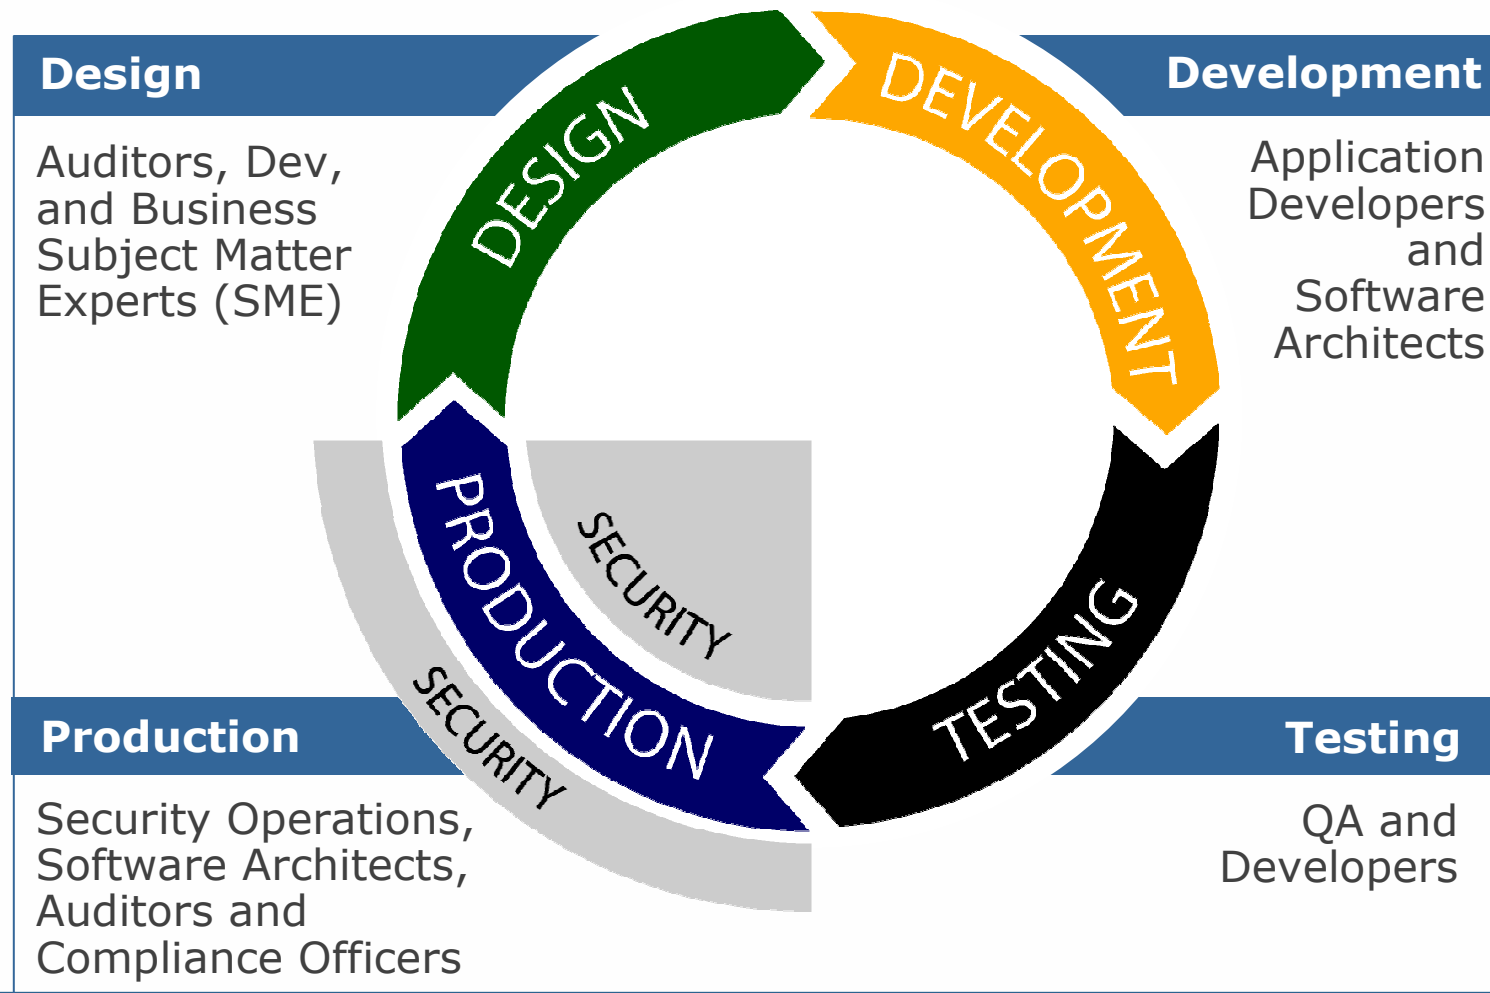 Design
Auditors, Dev,
and Business
Subject Matter
Experts (SME)
DESIGN
DEVELOPMENT
Development
Application
Developers
and
Software
Architects
PRODUCTION
SECURITY
SECURITY
TESTING
Production
Security Operations,
Software Architects,
Auditors and
Compliance Officers
Testing
QA and
Developers